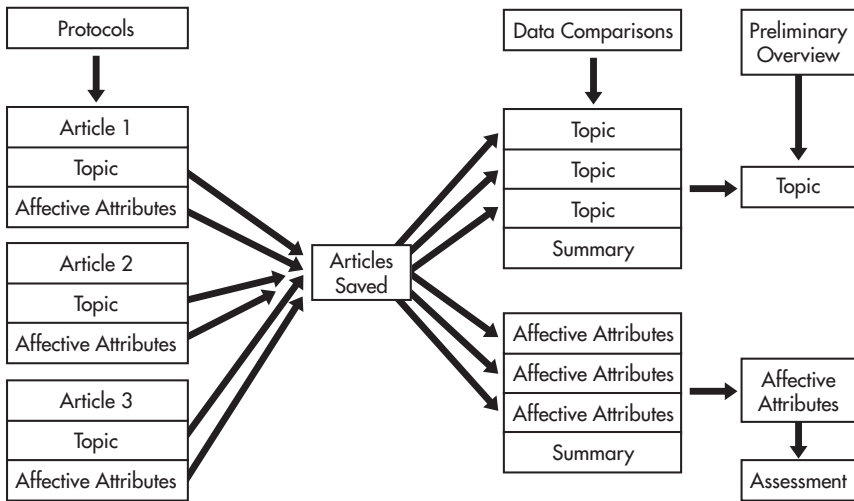 Protocols
Article 1
Topic
Affective Attributes
Article 2
Topic
Affective Attributes
Article 3
Topic
Affective Attributes
Articles
Saved
Data Comparisons
Topic
Topic
Topic
Summary
Affective Attributes
Affective Attributes
Affective Attributes
Summary
Preliminary
Overview
Topic
Affective
Attributes
Assessment